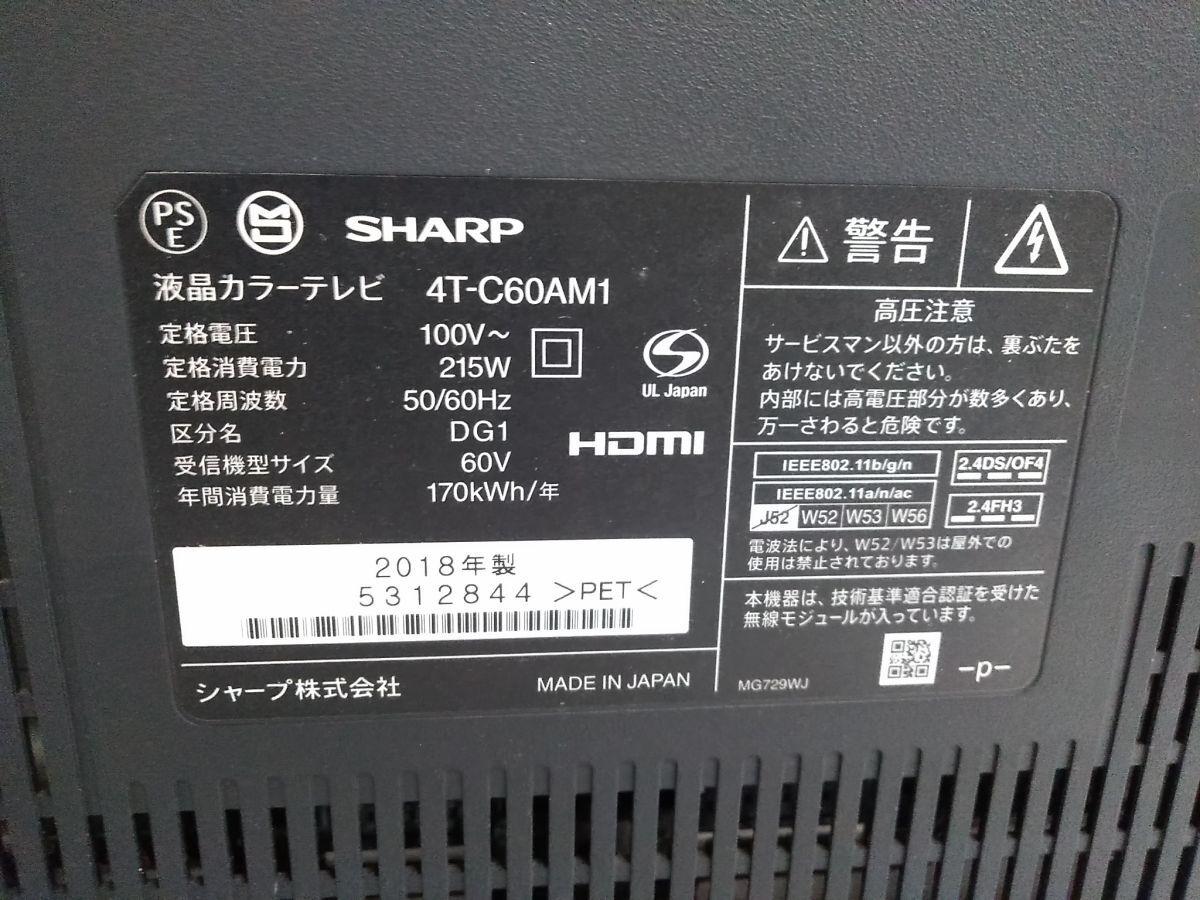 PS
E
SHARP
液晶カラーテレビ 4T-C60AM1
定格電圧 100V～
定格消費電力 215W
定格周波数 50/60Hz
区分名 DG1
受信機型サイズ 60V
年間消費電力量 170kWh/年
UL Japan
HDMI
2018年製
5312844 >PET<
シャープ株式会社 MADE IN JAPAN
警告
高圧注意
サービスマン以外の方は、裏ぶたを
あけないでください。
内部には高電圧部分が数多くあり、
万一さわると危険です。
IEEE802.11b/g/n
IEEE802.11a/n/ac
J52 W52 W53 W56
2.4DS/OF4
2.4FH3
電波法により、W52/W53は屋外での
使用は禁止されております。
本機器は、技術基準適合認証を受けた
無線モジュールが入っています。
MG729WJ
-p-